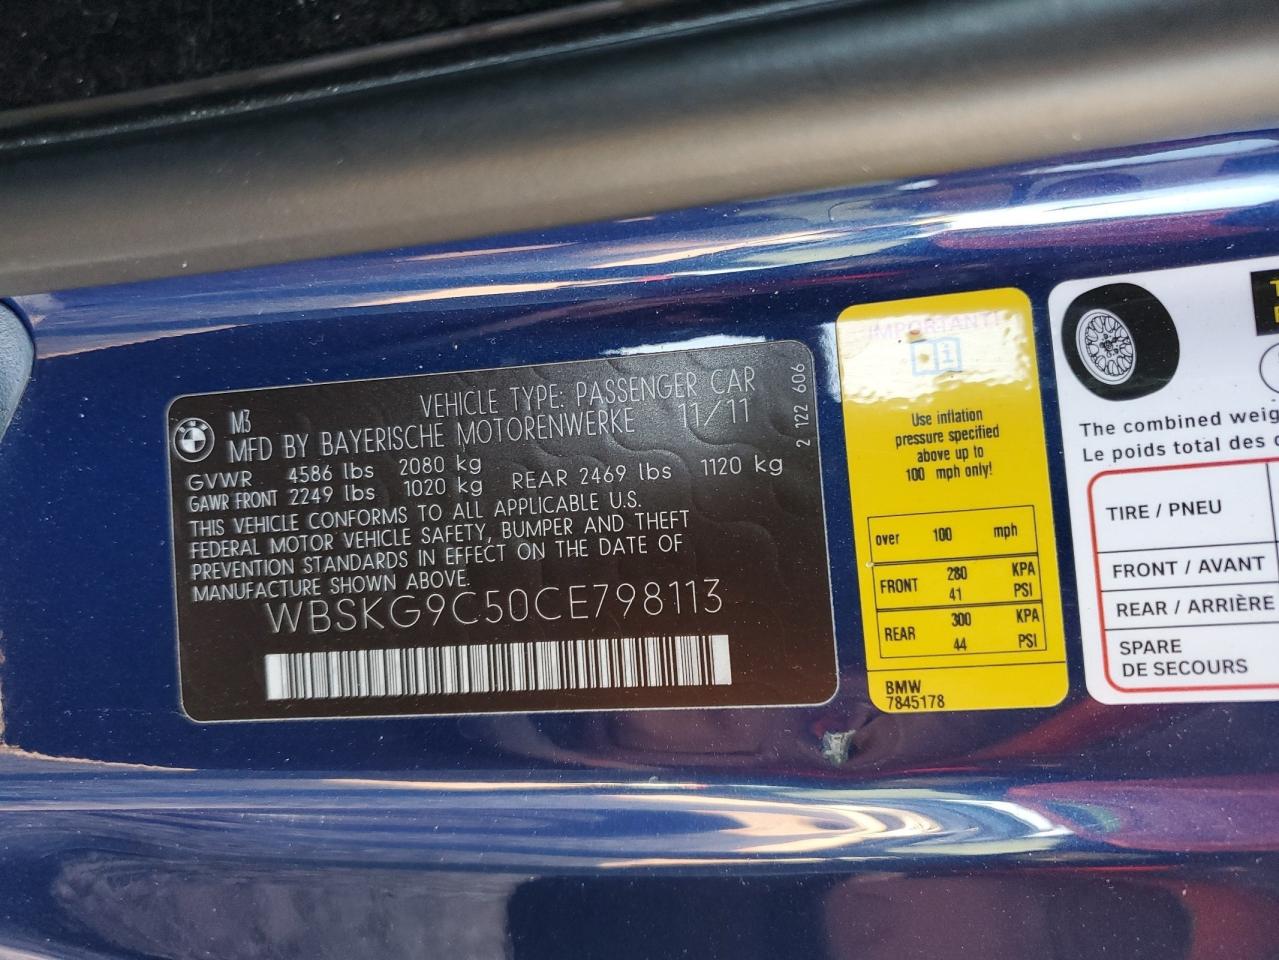 M3
VEHICLE TYPE: PASSENGER CAR
MFD BY BAYERISCHE MOTORENWERKE 11/11
GVWR 4586 lbs 2080 kg
GAWR FRONT 2249 lbs 1020 kg REAR 2469 lbs 1120 kg
THIS VEHICLE CONFORMS TO ALL APPLICABLE U.S.
FEDERAL MOTOR VEHICLE SAFETY, BUMPER AND THEFT
PREVENTION STANDARDS IN EFFECT ON THE DATE OF
MANUFACTURE SHOWN ABOVE.
WBSKG9C50CE798113
2 122 606
IMPORTANT!
i
Use inflation
pressure specified
above up to
100 mph only!
over 100 mph
FRONT 280 KPA
41 PSI
REAR 300 KPA
44 PSI
BMW
7845178
The combined weig
Le poids total des
TIRE / PNEU
FRONT / AVANT
REAR / ARRIÈRE
SPARE
DE SECOURS